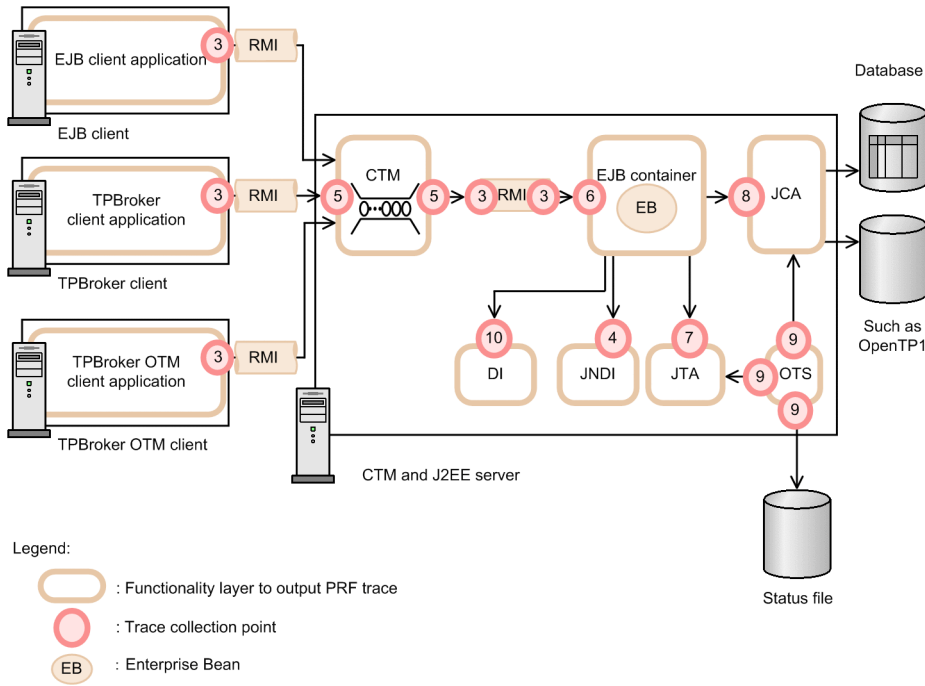 EJB client application
3
RMI
EJB client
TPBroker
client application
3
RMI
TPBroker client
TPBroker OTM
client application
3
RMI
TPBroker OTM client
5
CTM
5
3
RMI
3
6
EJB container
EB
8
JCA
10
DI
4
JNDI
7
JTA
9
9
OTS
9
CTM and J2EE server
Database
Such as
OpenTP1
Status file
Legend:
: Functionality layer to output PRF trace
: Trace collection point
EB
: Enterprise Bean